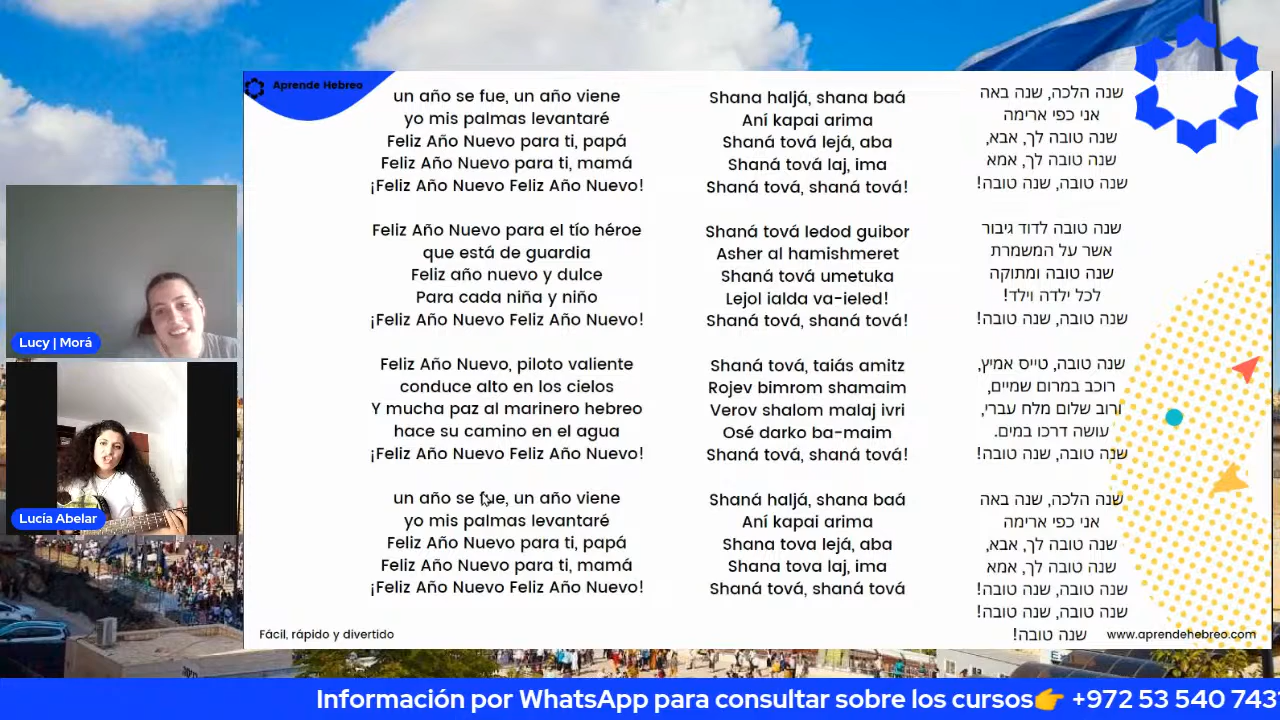 Aprende Hebreo
un año se fue, un año viene
yo mis palmas levantaré
Feliz Año Nuevo para ti, papá
Feliz Año Nuevo para ti, mamá
¡Feliz Año Nuevo Feliz Año Nuevo!
Feliz Año Nuevo para el tío héroe
que está de guardia
Feliz año nuevo y dulce
Para cada niña y niño
¡Feliz Año Nuevo Feliz Año Nuevo!
Feliz Año Nuevo, piloto valiente
conduce alto en los cielos
Y mucha paz al marinero hebreo
hace su camino en el agua
¡Feliz Año Nuevo Feliz Año Nuevo!
un año se fue, un año viene
yo mis palmas levantaré
Feliz Año Nuevo para ti, papá
Feliz Año Nuevo para ti, mamá
¡Feliz Año Nuevo Feliz Año Nuevo!
Shana haljá, shana baá
Aní kapai arima
Shaná tová lejá, aba
Shaná tová laj, ima
Shaná tová, shaná tová!
Shaná tová ledod guibor
Asher al hamishmeret
Shaná tová umetuka
Lejol ialda va-ieled!
Shaná tová, shaná tová!
Shaná tová, taiás amitz
Rojev bimrom shamaim
Verov shalom malaj ivri
Osé darko ba-maim
Shaná tová, shaná tová!
Shaná haljá, shana baá
Aní kapai arima
Shana tova lejá, aba
Shana tova laj, ima
Shaná tová, shaná tová
שנה הלכה, שנה באה
אני כפי ארימה
שנה טובה לך, אבא,
שנה טובה לך, אמא
שנה טובה, שנה טובה!
שנה טובה לדוד גיבור
אשר על המשמרת
שנה טובה ומתוקה
לכל ילדה וילד!
שנה טובה, שנה טובה!
שנה טובה, טייס אמיץ,
רוכב במרום שמיים,
ורוב שלום מלח עברי,
עושה דרכו במים.
שנה טובה, שנה טובה!
שנה הלכה, שנה באה
אני כפי ארימה
שנה טובה לך, אבא,
שנה טובה לך, אמא
שנה טובה, שנה טובה!
שנה טובה, שנה טובה!
שנה טובה!
Fácil, rápido y divertido
www.aprendehebreo.com
Lucy | Morá
Lucía Abelar
Información por WhatsApp para consultar sobre los cursos👉 +972 53 540 743